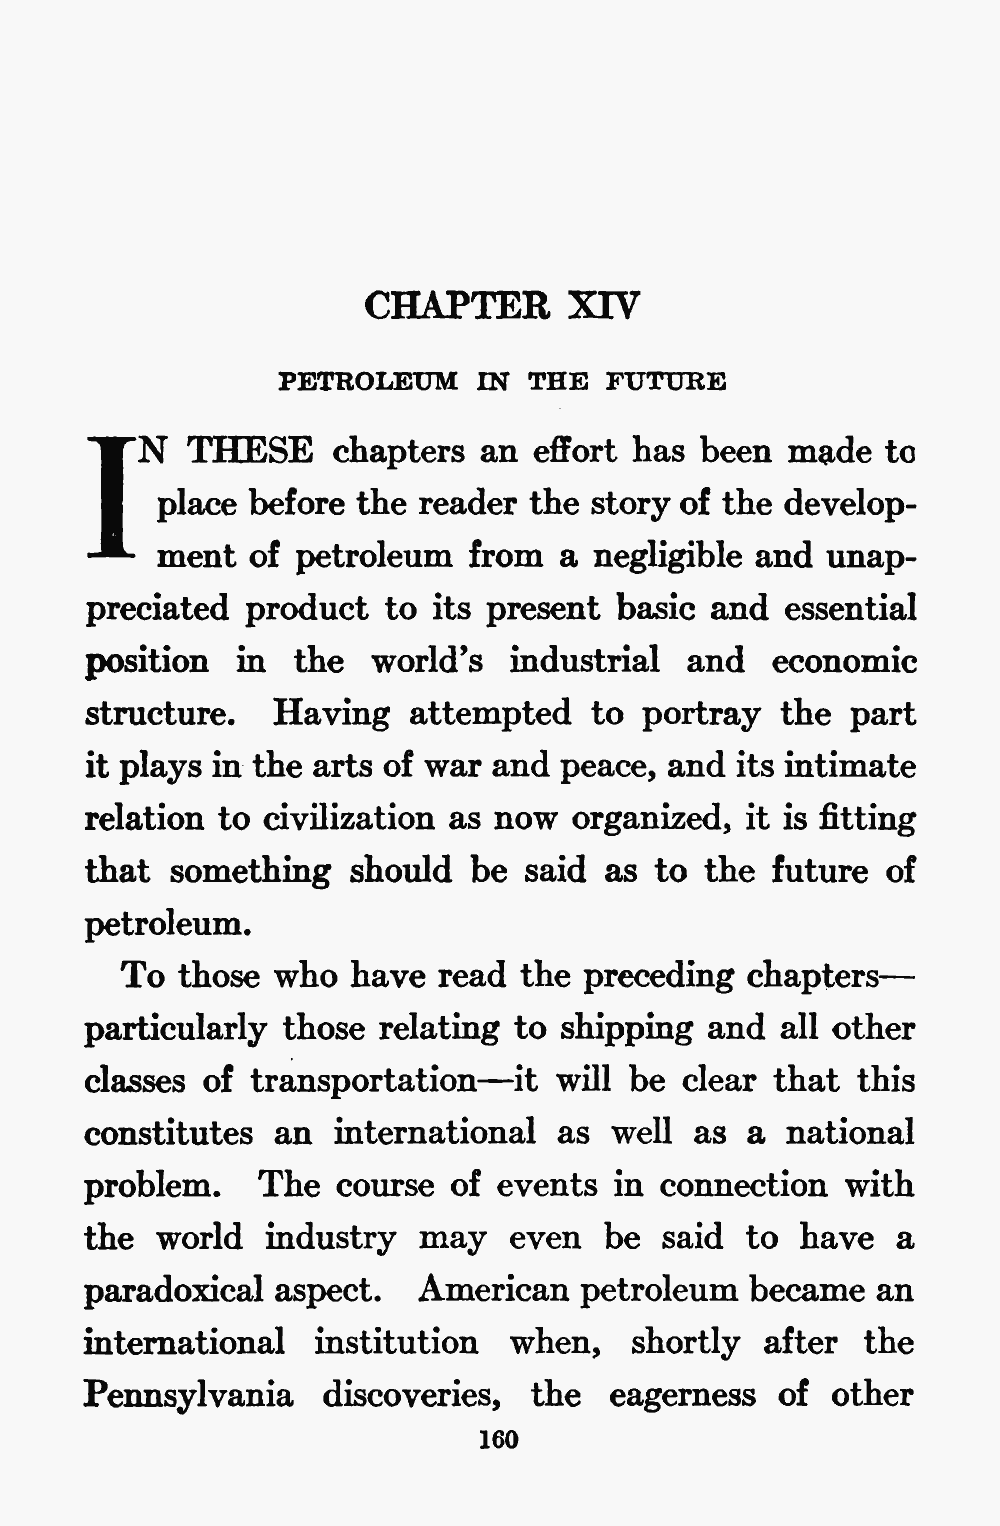 CHAPTER XIV
PETROLEUM IN THE FUTURE
IN THESE chapters an effort has been made to
place before the reader the story of the develop-
ment of petroleum from a negligible and unap-
preciated product to its present basic and essential
position in the world's industrial and economic
structure. Having attempted to portray the part
it plays in the arts of war and peace, and its intimate
relation to civilization as now organized, it is fitting
that something should be said as to the future of
petroleum.
To those who have read the preceding chapters—
particularly those relating to shipping and all other
classes of transportation—it will be clear that this
constitutes an international as well as a national
problem. The course of events in connection with
the world industry may even be said to have a
paradoxical aspect. American petroleum became an
international institution when, shortly after the
Pennsylvania discoveries, the eagerness of other
160